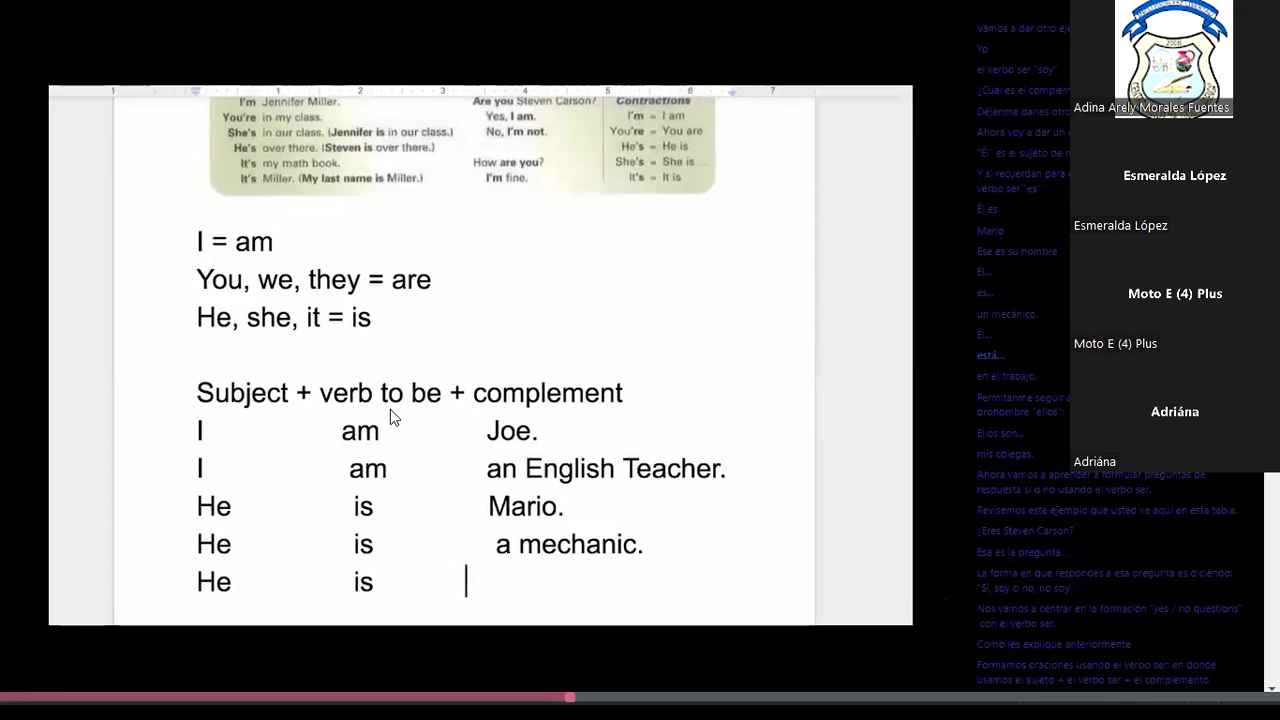 1 1 2 3 4 5 6 7
I'm Jennifer Miller.
You're in my class.
She's in our class. (Jennifer is in our class.)
He's over there. (Steven is over there.)
It's my math book.
It's Miller. (My last name is Miller.)
Are you Steven Carson?
Yes, I am.
No, I'm not.
How are you?
I'm fine.
Contractions
I'm = I am
You're = You are
He's = He is
She's = She is
It's = It is
I = am
You, we, they = are
He, she, it = is
Subject + verb to be + complement
I am Joe.
I am an English Teacher.
He is Mario.
He is a mechanic.
He is
Vamos a dar otro eje
Yo
el verbo ser "soy"
¿Cuál es el complem
Déjenme darles otro
Ahora voy a dar un e
"Él" es el sujeto de n
Y si recuerdan para e
verbo ser "es"
Él es
Mario
Ese es su nombre
Él...
es...
un mecánico.
Él...
está...
en el trabajo.
Permítanme seguir a
pronombre "ellos":
Ellos son...
mis colegas.
Ahora vamos a aprender a formular preguntas de
respuesta sí o no usando el verbo ser.
Revisemos este ejemplo que usted ve aquí en esta tabla.
¿Eres Steven Carson?
Esa es la pregunta...
La forma en que respondes a esa pregunta es diciendo:
"Sí, soy o no, no soy"
Nos vamos a centrar en la formación "yes / no questions"
con el verbo ser.
Como les expliqué anteriormente
Formamos oraciones usando el verbo ser: en donde
usamos el sujeto + el verbo ser + el complemento
2006
Adina Arely Morales Fuentes
Esmeralda López
Esmeralda López
Moto E (4) Plus
Moto E (4) Plus
Adriána
Adriána